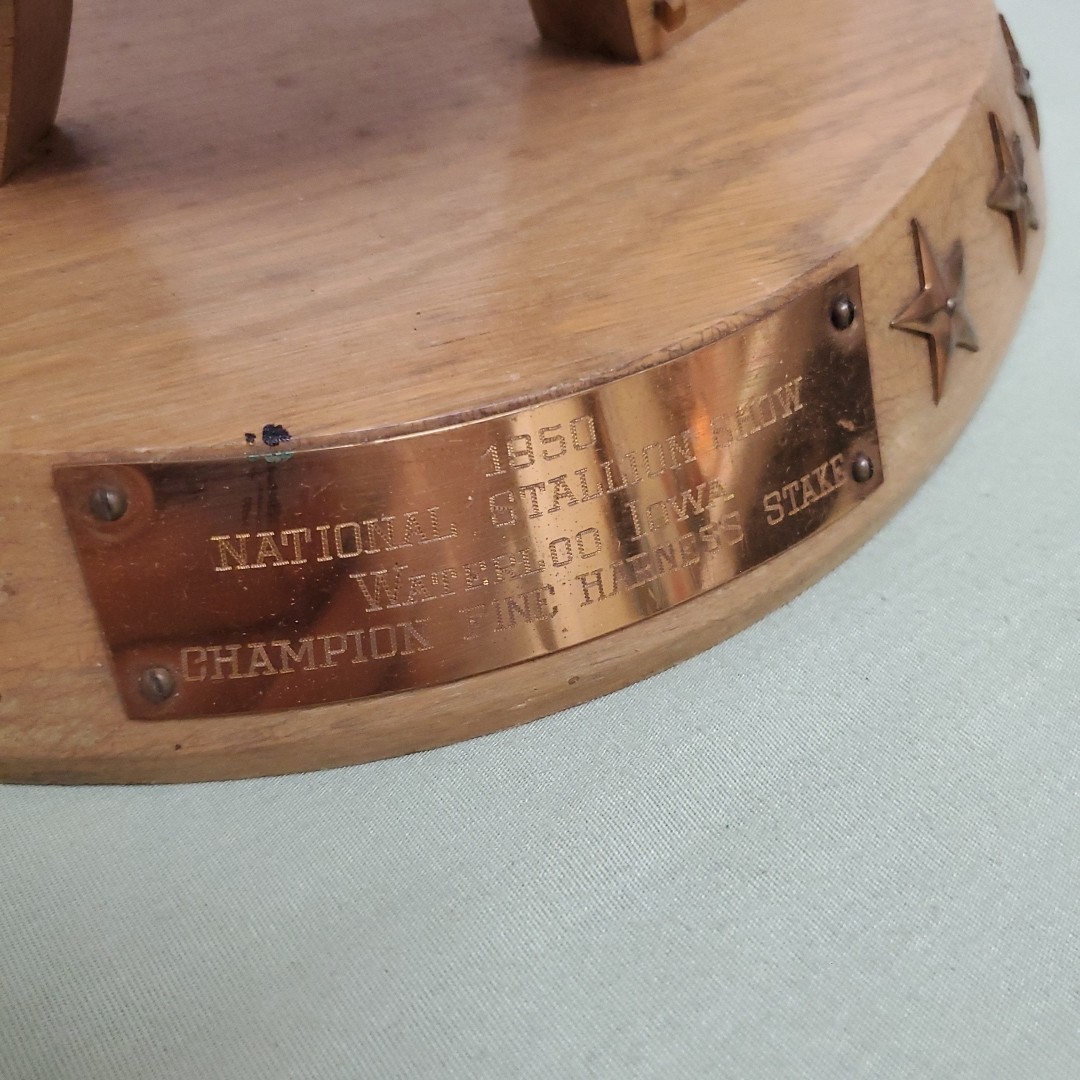 1950
NATIONAL STALLION SHOW
WATERLOO IOWA
CHAMPION FINE HARNESS STAKE